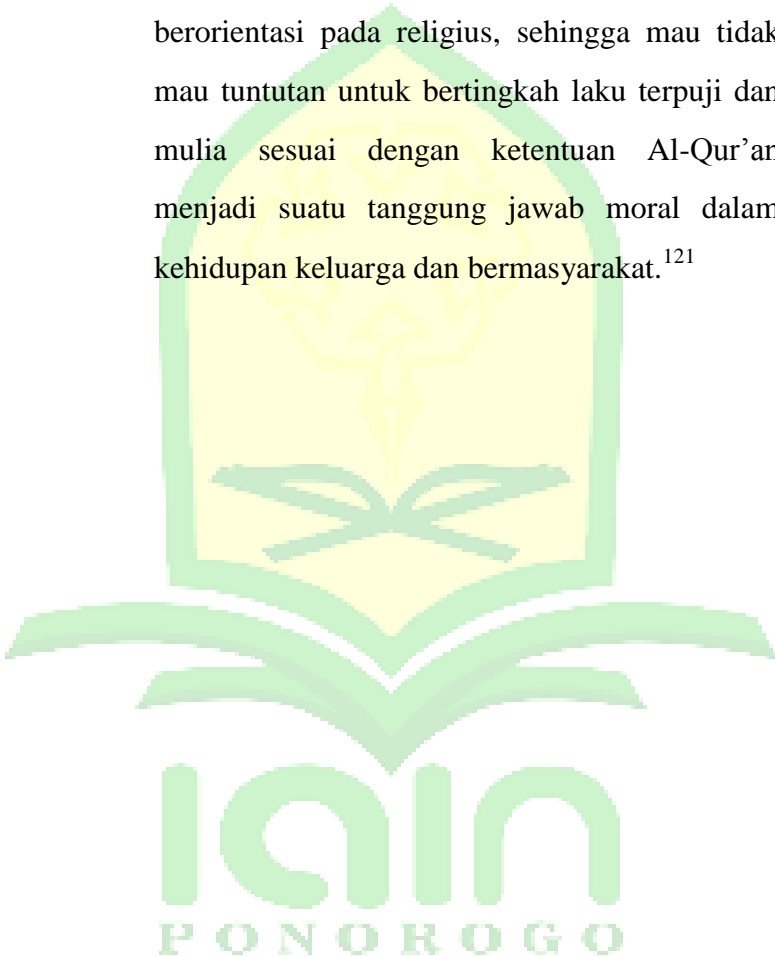 berorientasi pada religius, sehingga mau tidak
mau tuntutan untuk bertingkah laku terpuji dan
mulia sesuai dengan ketentuan Al-Qur’an
menjadi suatu tanggung jawab moral dalam
kehidupan keluarga dan bermasyarakat.121
iain
PONOROGO